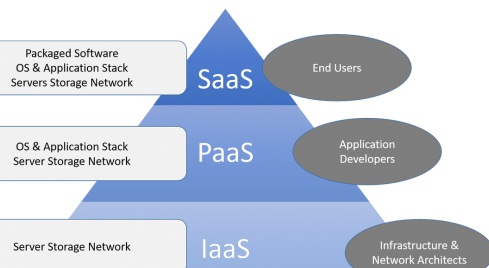 Packaged Software
OS & Application Stack
Servers Storage Network
SaaS
End Users
OS & Application Stack
Server Storage Network
PaaS
Application
Developers
Server Storage Network
IaaS
Infrastructure &
Network Architects